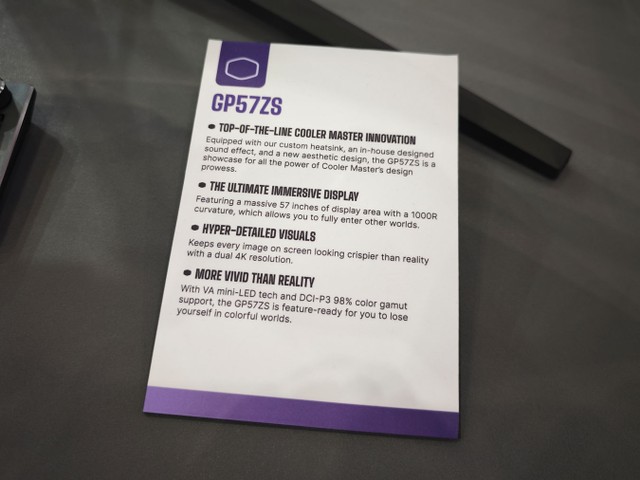 GP57ZS
TOP-OF-THE-LINE COOLER MASTER INNOVATION
Equipped with our custom heatsink, an in-house designed
sound effect, and a new aesthetic design, the GP57ZS is a
showcase for all the power of Cooler Master's design
prowess.
THE ULTIMATE IMMERSIVE DISPLAY
Featuring a massive 57 inches of display area with a 1000R
curvature, which allows you to fully enter other worlds.
HYPER-DETAILED VISUALS
Keeps every image on screen looking crispier than reality
with a dual 4K resolution.
MORE VIVID THAN REALITY
With VA mini-LED tech and DCI-P3 98% color gamut
support, the GP57ZS is feature-ready for you to lose
yourself in colorful worlds.